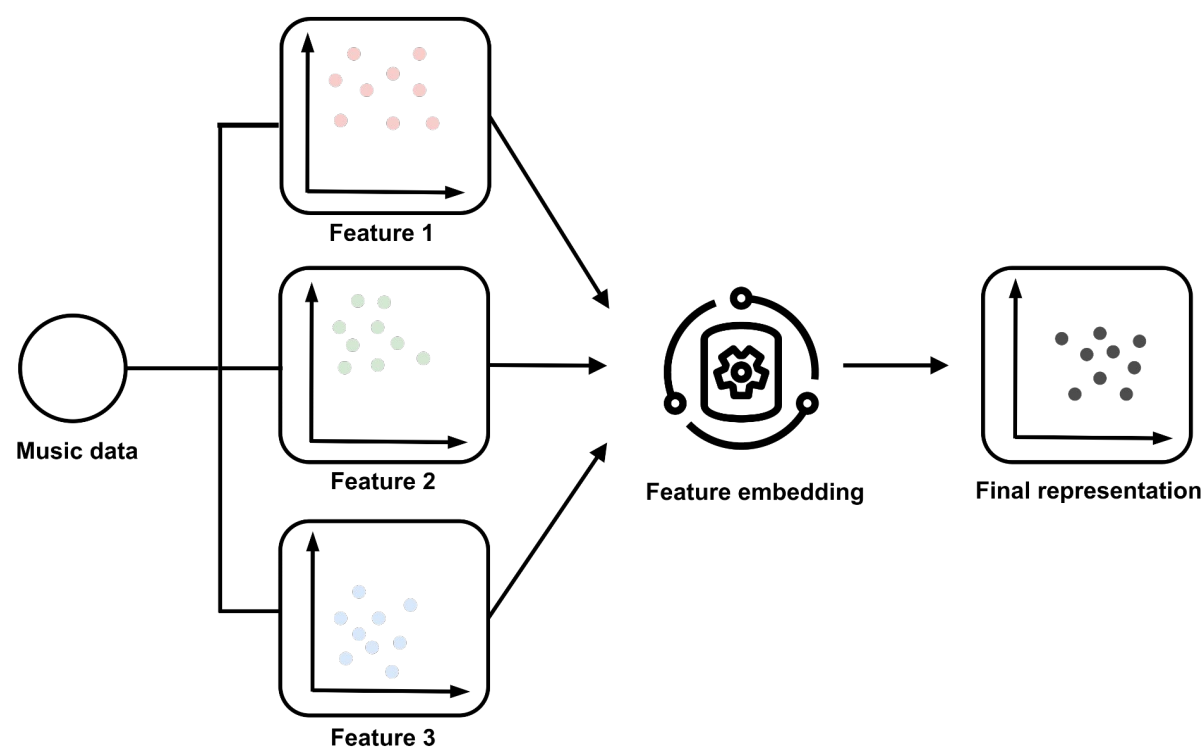 Feature 1
Music data
Feature 2
Feature embedding
Final representation
Feature 3